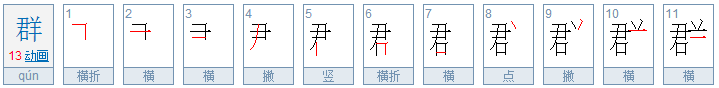 群 1 2 3 4 5 6 7 8 9 10 11
13 动画
qún 横折 横 横 撇 竖 横折 横 点 撇 横 横